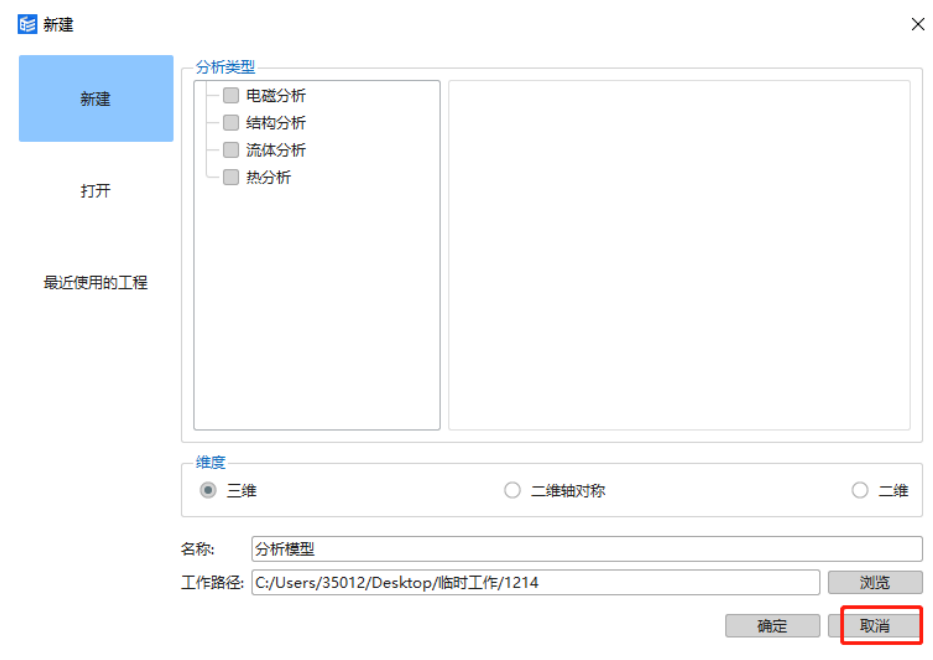 新建
新建
打开
最近使用的工程
分析类型
电磁分析
结构分析
流体分析
热分析
维度
三维 二维轴对称 二维
名称: 分析模型
工作路径: C:/Users/35012/Desktop/临时工作/1214 浏览
确定 取消